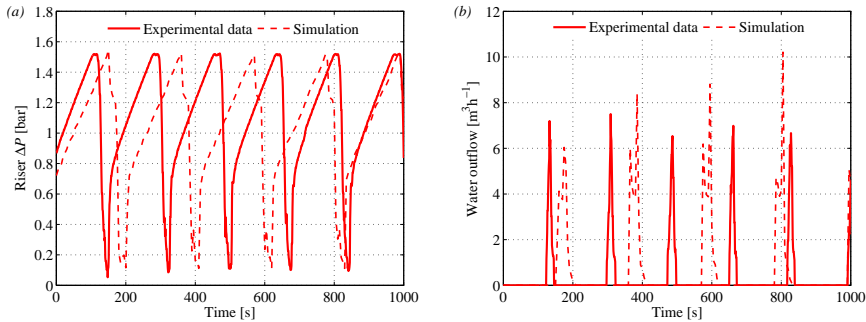 (a)
Experimental data
Simulation
1.8
1.6
1.4
1.2
1
0.8
0.6
0.4
0.2
0
Riser ΔP [bar]
0
200
400
600
800
1000
Time [s]
(b)
Experimental data
Simulation
12
10
8
6
4
2
0
Water outflow [m³h⁻¹]
0
200
400
600
800
1000
Time [s]